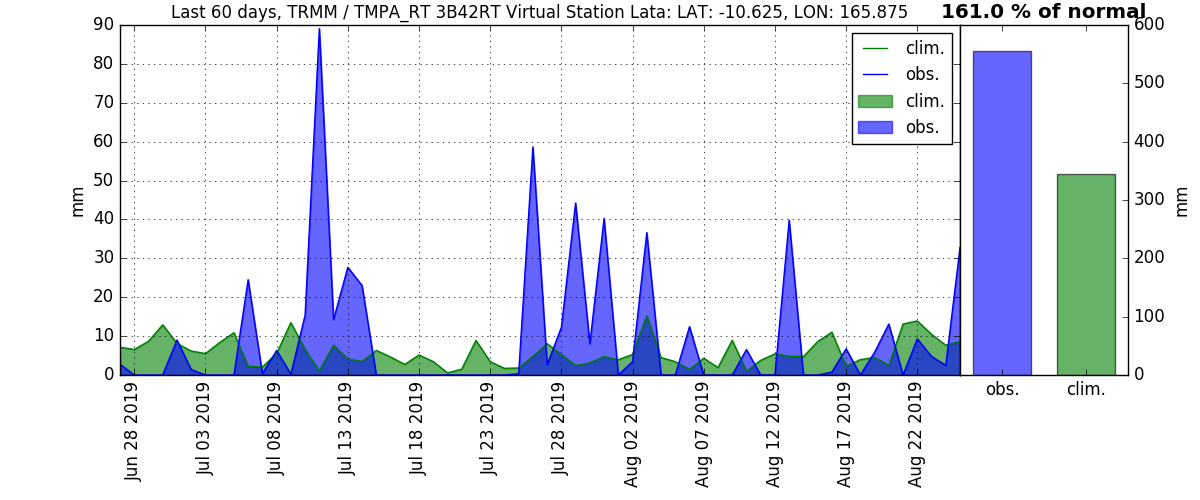 Last 60 days, TRMM / TMPA_RT 3B42RT Virtual Station Lata: LAT: -10.625, LON: 165.875
161.0 % of normal
90
80
70
60
50
40
30
20
10
0
mm
clim.
obs.
clim.
obs.
600
500
400
300
200
100
0
mm
Jun 28 2019
Jul 03 2019
Jul 08 2019
Jul 13 2019
Jul 18 2019
Jul 23 2019
Jul 28 2019
Aug 02 2019
Aug 07 2019
Aug 12 2019
Aug 17 2019
Aug 22 2019
obs.
clim.